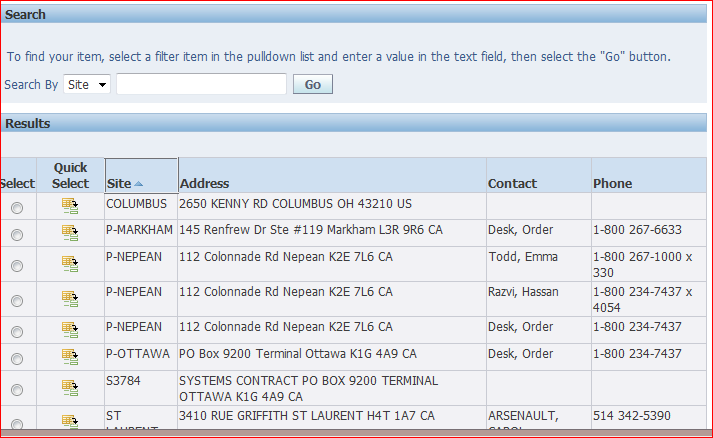 Search
To find your item, select a filter item in the pulldown list and enter a value in the text field, then select the "Go" button.
Search By Site Go
Results
Select Quick Select Site Address Contact Phone
COLUMBUS 2650 KENNY RD COLUMBUS OH 43210 US
P-MARKHAM 145 Renfrew Dr Ste #119 Markham L3R 9R6 CA Desk, Order 1-800 267-6633
P-NEPEAN 112 Colonnade Rd Nepean K2E 7L6 CA Todd, Emma 1-800 267-1000 x
330
P-NEPEAN 112 Colonnade Rd Nepean K2E 7L6 CA Razvi, Hassan 1-800 234-7437 x
4054
P-NEPEAN 112 Colonnade Rd Nepean K2E 7L6 CA Desk, Order 1-800 234-7437
P-OTTAWA PO Box 9200 Terminal Ottawa K1G 4A9 CA Desk, Order 1-800 234-7437
S3784 SYSTEMS CONTRACT PO BOX 9200 TERMINAL
OTTAWA K1G 4A9 CA
ST 3410 RUE GRIFFITH ST LAURENT H4T 1A7 CA ARSENAULT, 514 342-5390
LAURENT